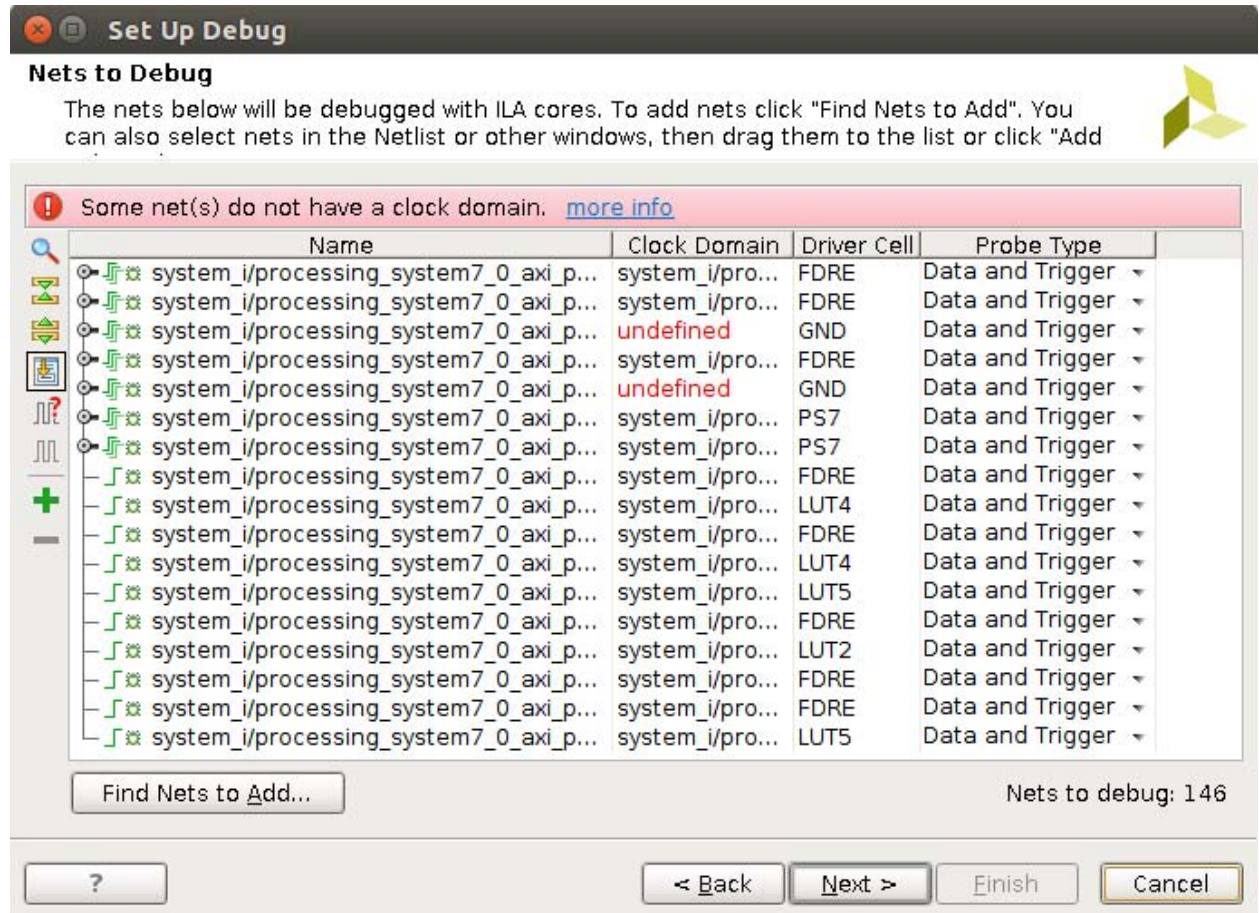 Set Up Debug
Nets to Debug
The nets below will be debugged with ILA cores. To add nets click "Find Nets to Add". You
can also select nets in the Netlist or other windows, then drag them to the list or click "Add
Some net(s) do not have a clock domain. more info
Name Clock Domain Driver Cell Probe Type
system_i/processing_system7_0_axi_p... system_i/pro... FDRE Data and Trigger
system_i/processing_system7_0_axi_p... system_i/pro... FDRE Data and Trigger
system_i/processing_system7_0_axi_p... undefined GND Data and Trigger
system_i/processing_system7_0_axi_p... system_i/pro... FDRE Data and Trigger
system_i/processing_system7_0_axi_p... undefined GND Data and Trigger
system_i/processing_system7_0_axi_p... system_i/pro... PS7 Data and Trigger
system_i/processing_system7_0_axi_p... system_i/pro... PS7 Data and Trigger
system_i/processing_system7_0_axi_p... system_i/pro... FDRE Data and Trigger
system_i/processing_system7_0_axi_p... system_i/pro... LUT4 Data and Trigger
system_i/processing_system7_0_axi_p... system_i/pro... FDRE Data and Trigger
system_i/processing_system7_0_axi_p... system_i/pro... LUT4 Data and Trigger
system_i/processing_system7_0_axi_p... system_i/pro... LUT5 Data and Trigger
system_i/processing_system7_0_axi_p... system_i/pro... FDRE Data and Trigger
system_i/processing_system7_0_axi_p... system_i/pro... LUT2 Data and Trigger
system_i/processing_system7_0_axi_p... system_i/pro... FDRE Data and Trigger
system_i/processing_system7_0_axi_p... system_i/pro... FDRE Data and Trigger
system_i/processing_system7_0_axi_p... system_i/pro... LUT5 Data and Trigger
Find Nets to Add... Nets to debug: 146
? < Back Next > Finish Cancel